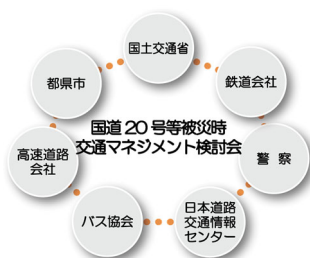 国土交通省
都県市
鉄道会社
国道20号等被災時
交通マネジメント検討会
高速道路
会社
警 察
バス協会
日本道路
交通情報
センター